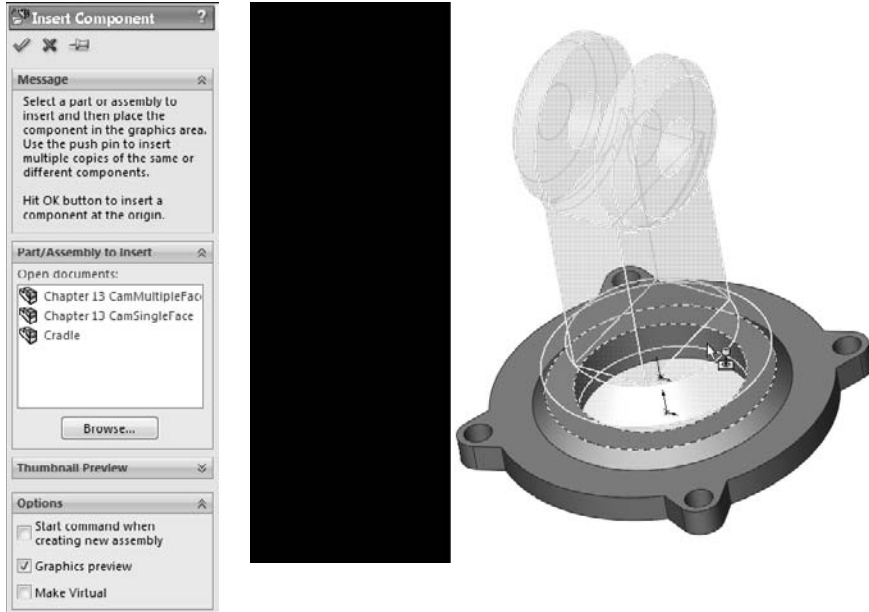 Insert Component ?
Message
Select a part or assembly to
insert and then place the
component in the graphics area.
Use the push pin to insert
multiple copies of the same or
different components.
Hit OK button to insert a
component at the origin.
Part/Assembly to Insert
Open documents:
Chapter 13 CamMultipleFac
Chapter 13 CamSingleFace
Cradle
Browse...
Thumbnail Preview
Options
Start command when
creating new assembly
Graphics preview
Make Virtual